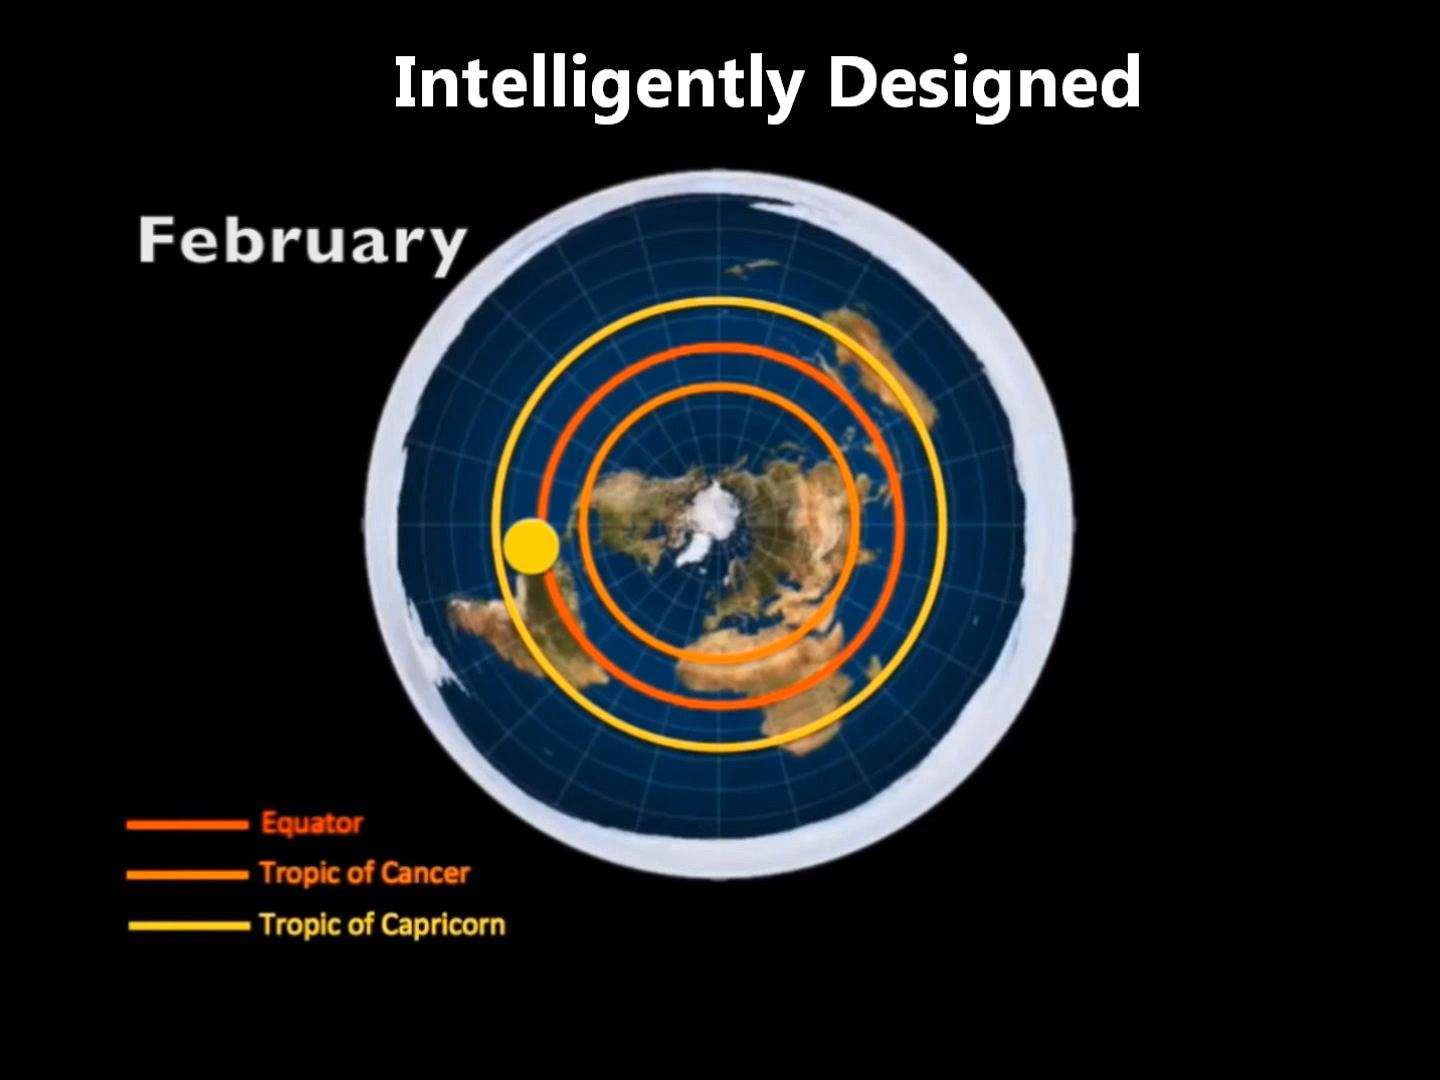 Intelligently Designed
February
Equator
Tropic of Cancer
Tropic of Capricorn